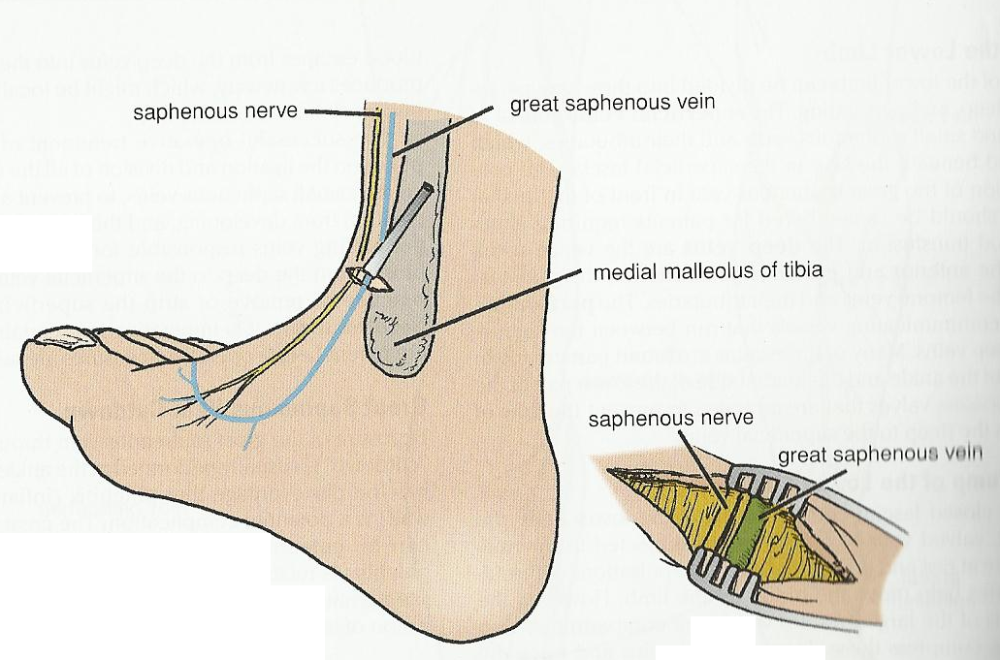 great saphenous vein
saphenous nerve
medial malleolus of tibia
saphenous nerve
great saphenous vein